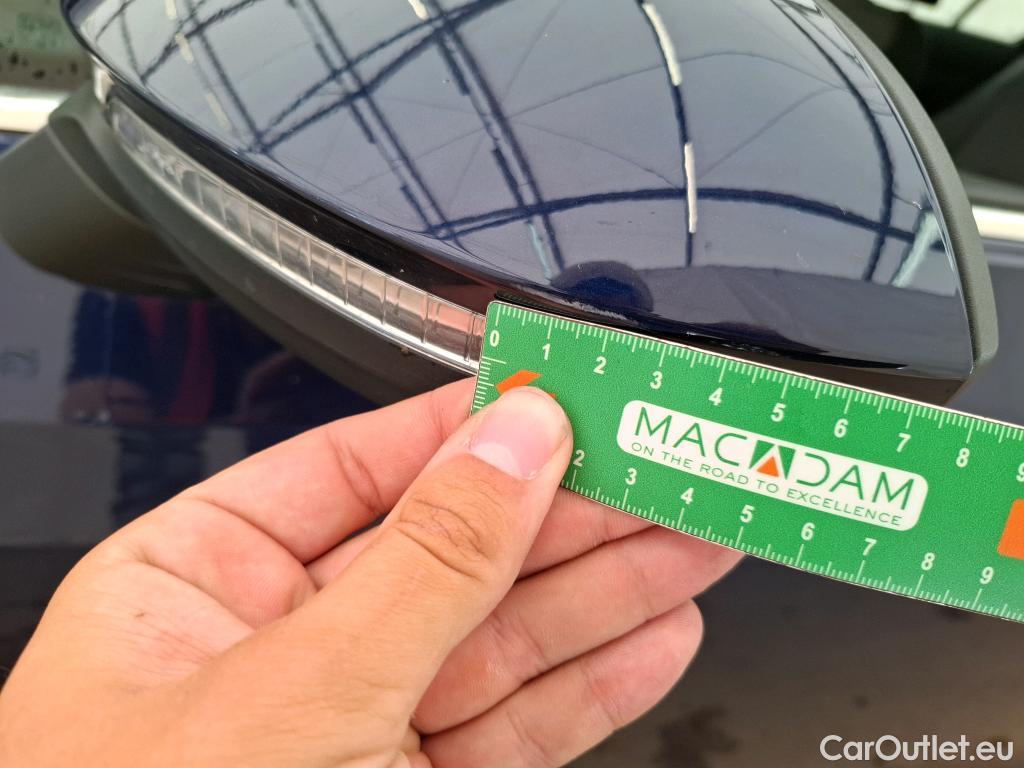 0 1 2 3 4 5 6 7 8 9
MACADAM
ON THE ROAD TO EXCELLENCE
2 3 4 5 6 7 8 9
CarOutlet.eu